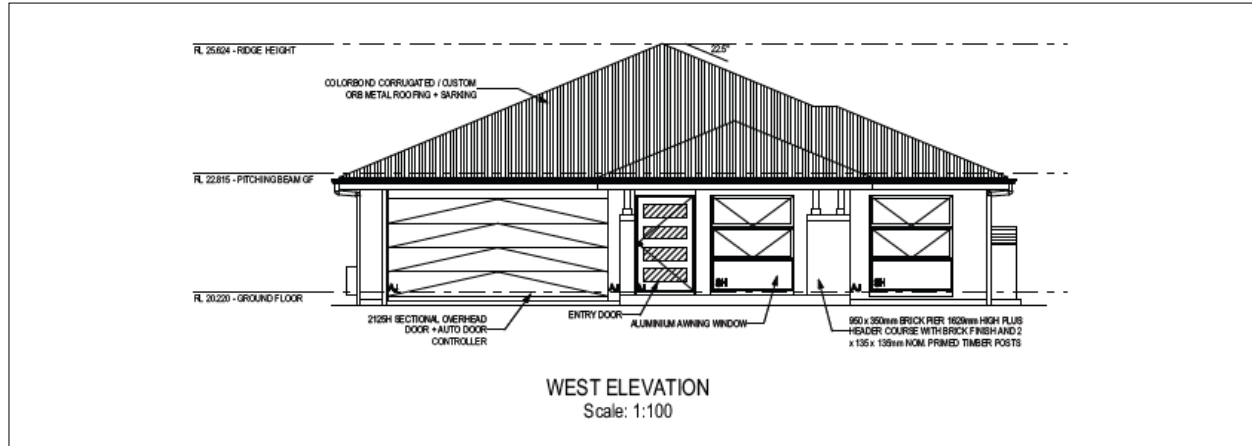 RL 25.624 - RIDGE HEIGHT
22.5°
COLORBOND CORRUGATED / CUSTOM
ORB METAL ROOFING + SARKING
RL 22.815 - PITCHING BEAM GF
SH
SH
AJ
AJ
AJ
AJ
RL 20.220 - GROUND FLOOR
2125H SECTIONAL OVERHEAD
DOOR + AUTO DOOR
CONTROLLER
ENTRY DOOR
ALUMINIUM AWNING WINDOW
950 x 350mm BRICK PIER 1629mm HIGH PLUS
HEADER COURSE WITH BRICK FINISH AND 2
x 135 x 135mm NOM. PRIMED TIMBER POSTS
WEST ELEVATION
Scale: 1:100